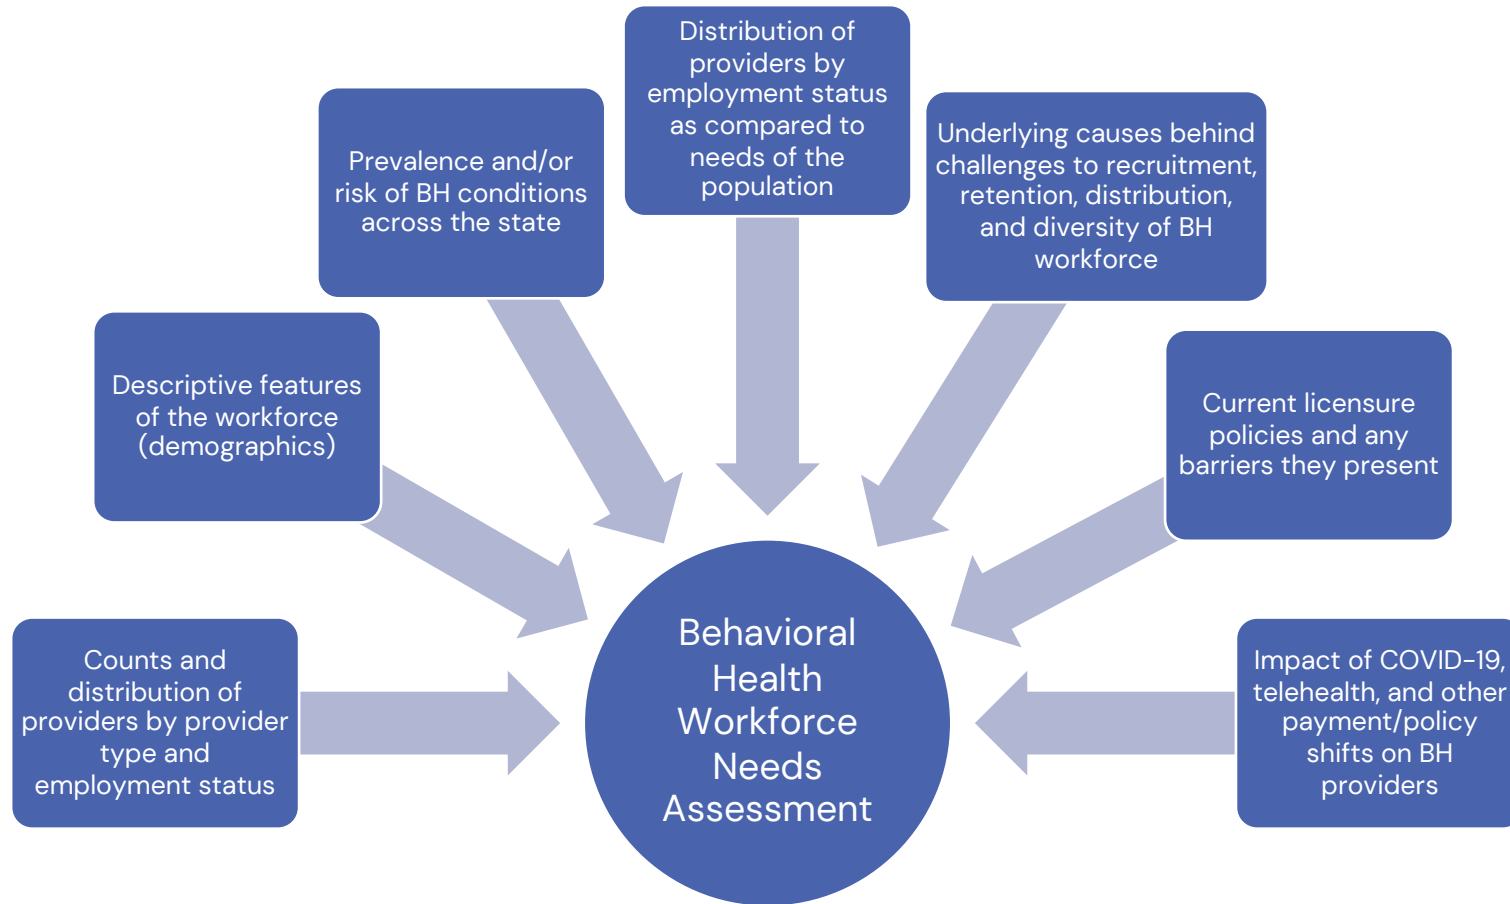 Counts and
distribution of
providers by provider
type and
employment status
Descriptive features
of the workforce
(demographics)
Prevalence and/or
risk of BH conditions
across the state
Distribution of
providers by
employment status
as compared to
needs of the
population
Underlying causes behind
challenges to recruitment,
retention, distribution,
and diversity of BH
workforce
Current licensure
policies and any
barriers they present
Impact of COVID-19,
telehealth, and other
payment/policy
shifts on BH
providers
Behavioral
Health
Workforce
Needs
Assessment